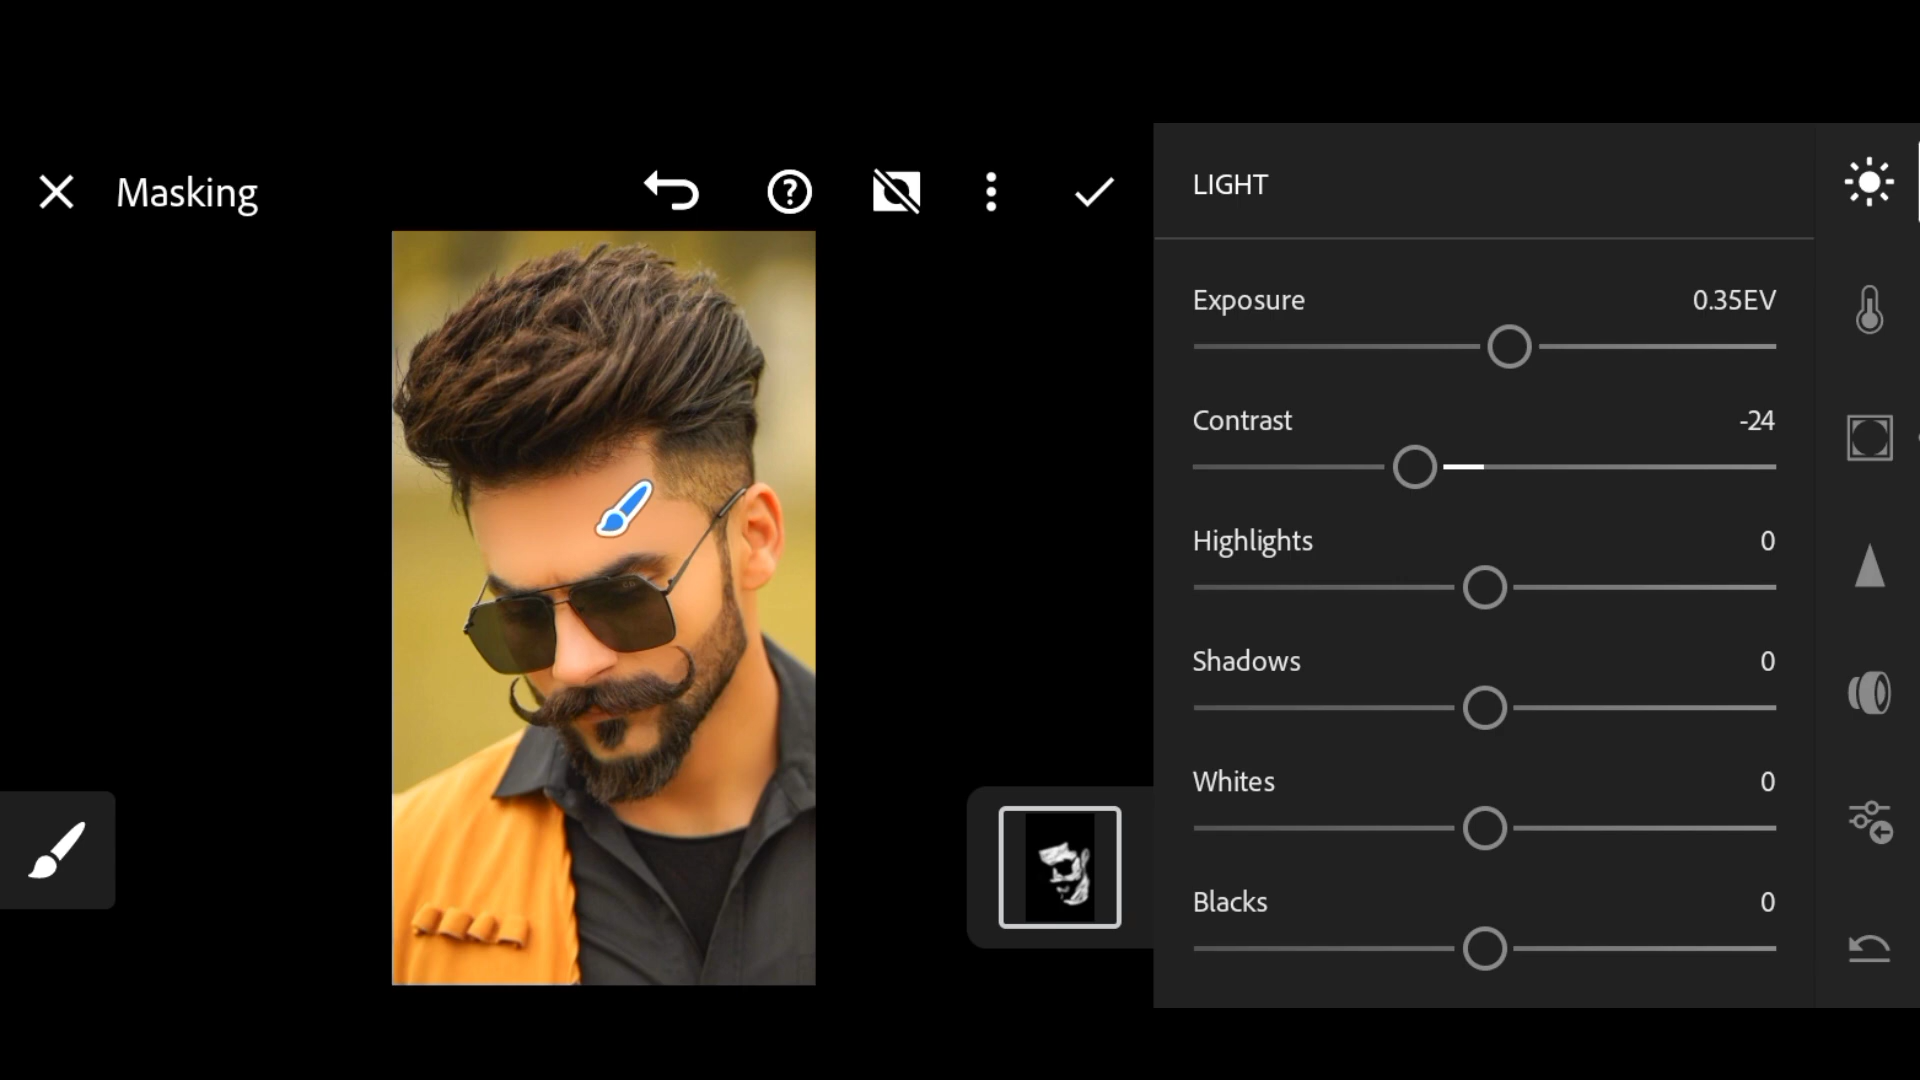 Masking
LIGHT
Exposure 0.35EV
Contrast -24
Highlights 0
Shadows 0
Whites 0
Blacks 0